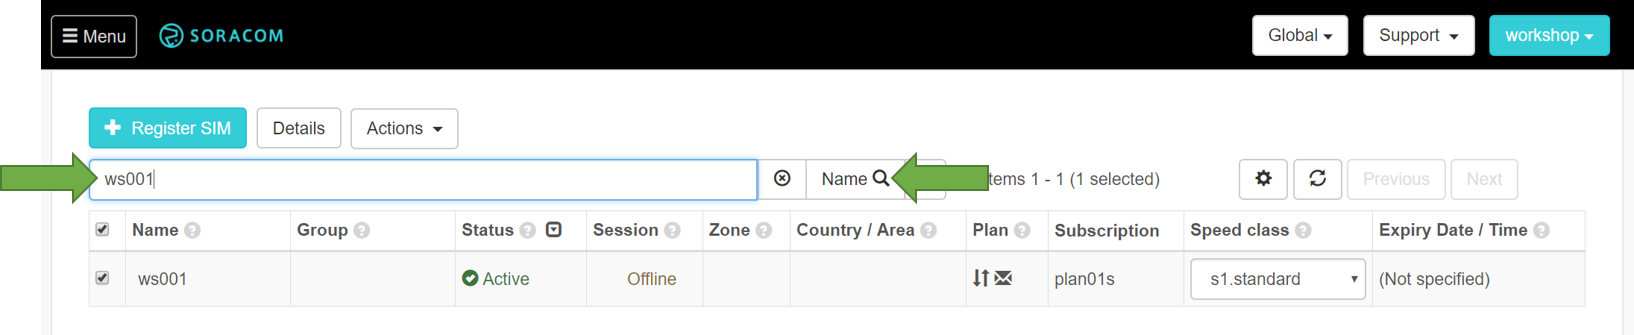 Menu SORACOM Global Support workshop
Register SIM Details Actions
ws001 Name 1 - 1 (1 selected) Previous Next
Name Group Status Session Zone Country / Area Plan Subscription Speed class Expiry Date / Time
ws001 Active Offline plan01s s1.standard (Not specified)